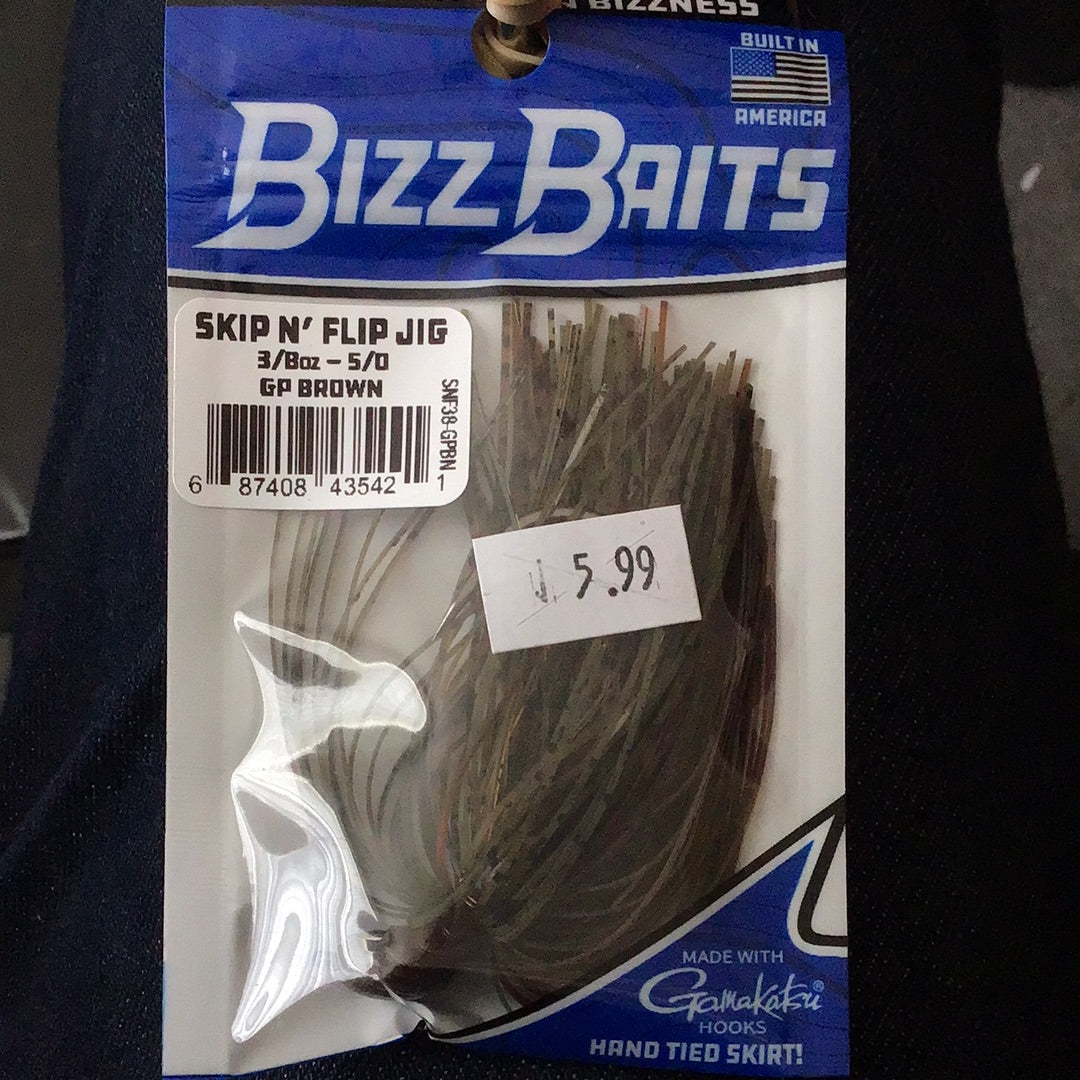 BIZZNESS
BUILT IN
AMERICA
BIZZ BAITS
SKIP N' FLIP JIG
3/8oz – 5/0
GP BROWN
SNF38-GPBN
6 87408 43542 1
5.99
MADE WITH
Gamakatsu®
HOOKS
HAND TIED SKIRT!